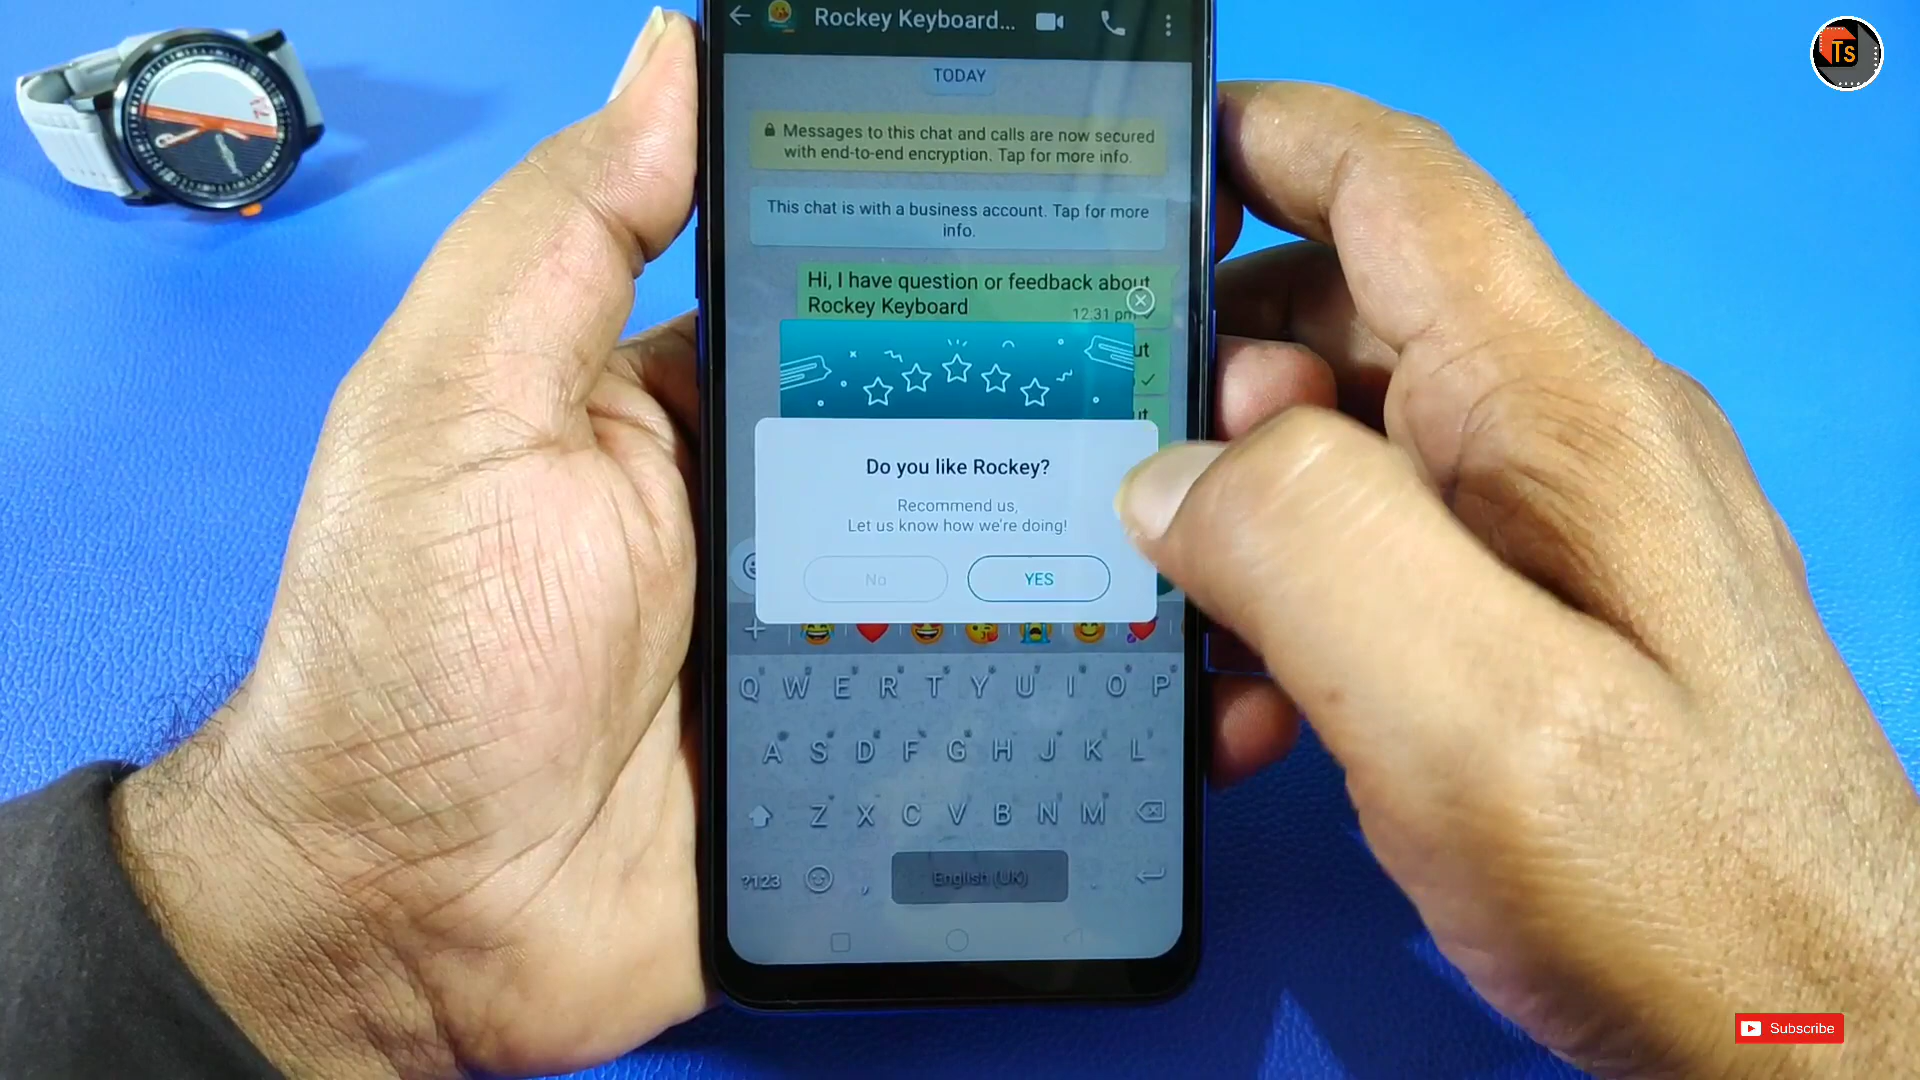 Rockey Keyboard...
Ts
TODAY
Messages to this chat and calls are now secured
with end-to-end encryption. Tap for more info.
This chat is with a business account. Tap for more
info.
Hi, I have question or feedback about
Rockey Keyboard
12:31 pm
ut
ut
Do you like Rockey?
Recommend us,
Let us know how we're doing!
No YES
Q W E R T Y U I O P
A S D F G H J K L
Z X C V B N M
?123 , English (UK) .
Subscribe